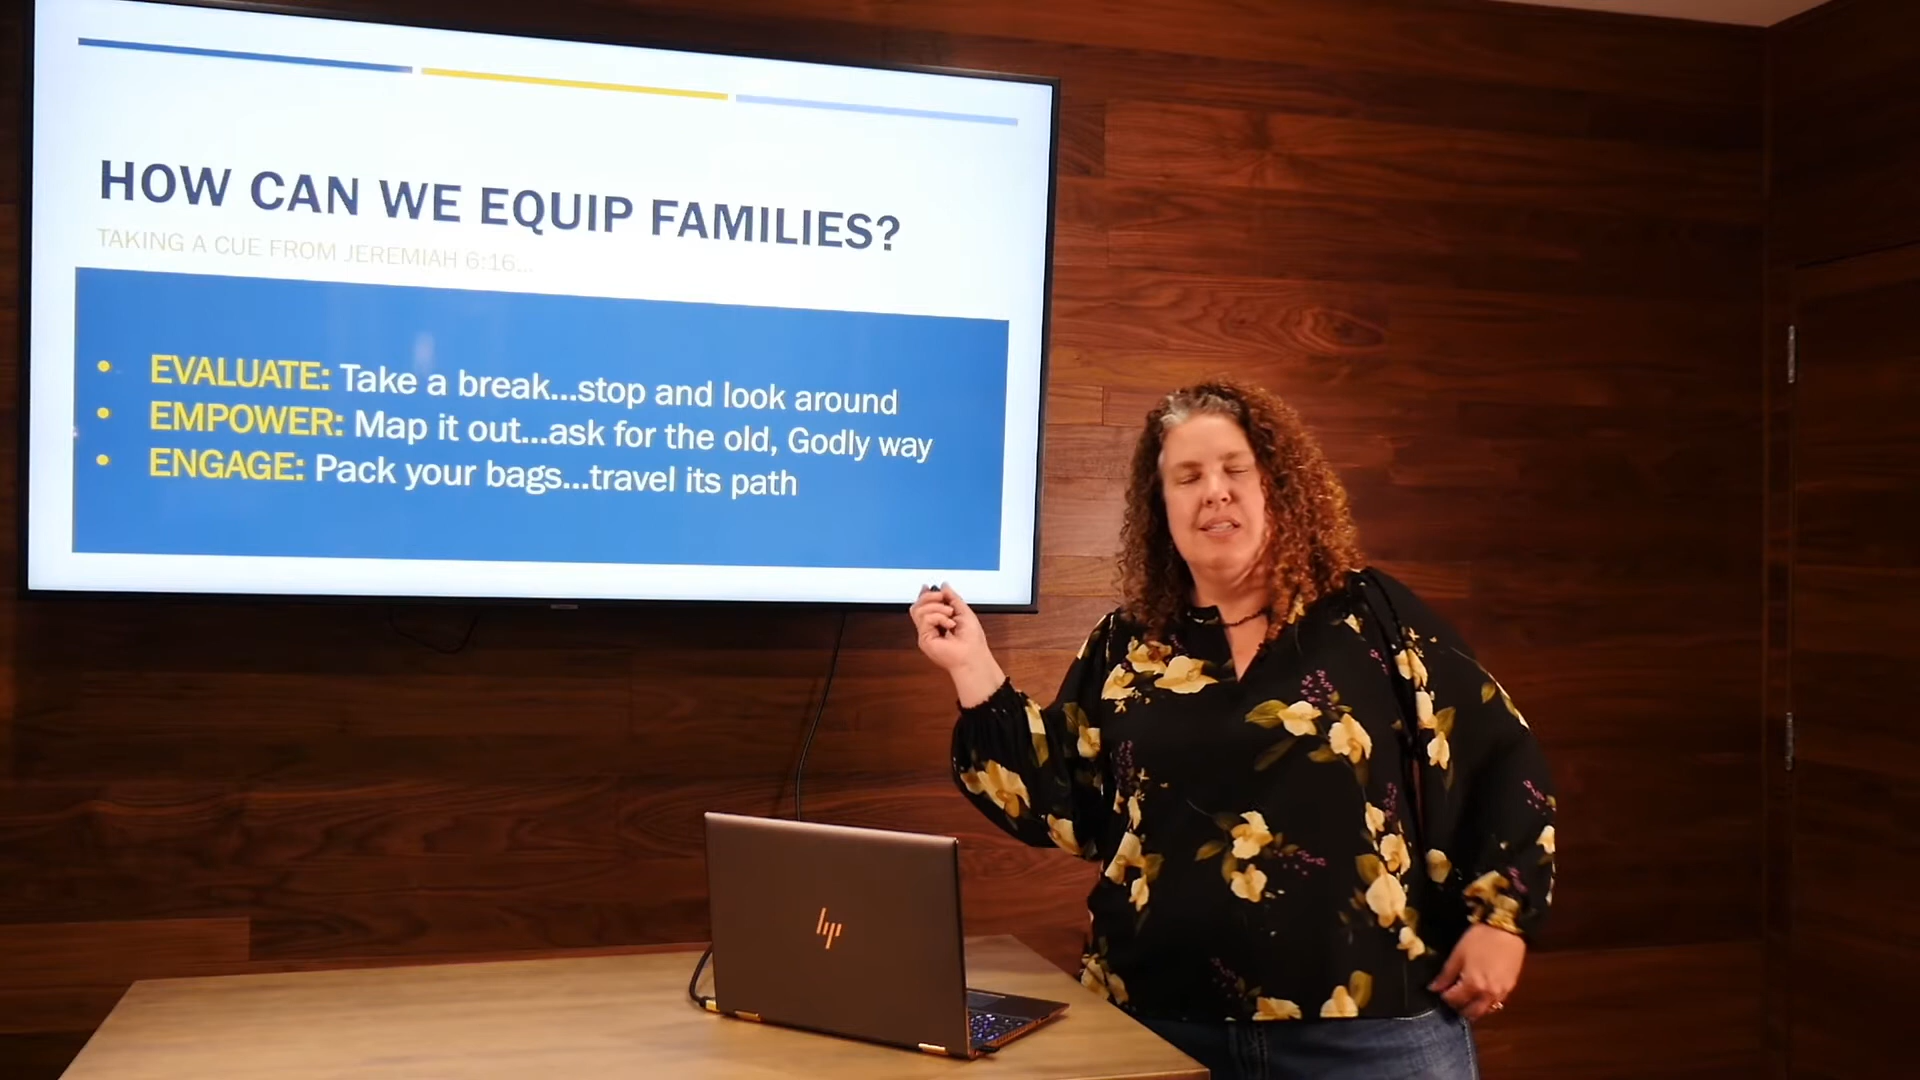 HOW CAN WE EQUIP FAMILIES?
TAKING A CUE FROM JEREMIAH 6:16...
• EVALUATE: Take a break...stop and look around
• EMPOWER: Map it out...ask for the old, Godly way
• ENGAGE: Pack your bags...travel its path
hp